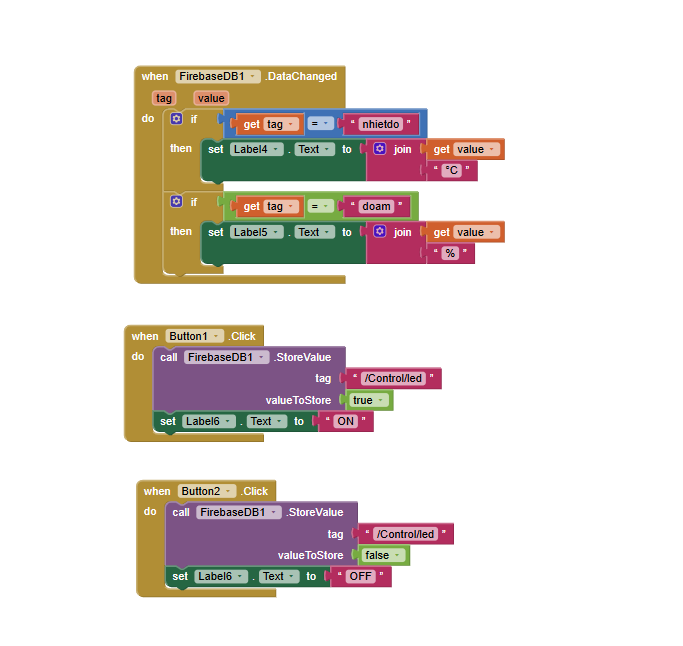 when FirebaseDB1 .DataChanged
tag value
do if get tag = " nhietdo "
then set Label4 . Text to join get value
" °C "
if get tag = " doam "
then set Label5 . Text to join get value
" % "
when Button1 .Click
do call FirebaseDB1 .StoreValue
tag " /Control/led "
valueToStore true
set Label6 . Text to " ON "
when Button2 .Click
do call FirebaseDB1 .StoreValue
tag " /Control/led "
valueToStore false
set Label6 . Text to " OFF "